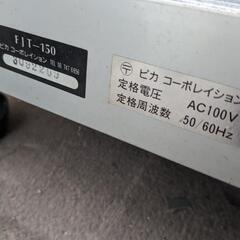 FIT-150
ピカ コーポレイション
〒 ピカ コーポレイション
定格電圧 AC100V
定格周波数 50/60Hz